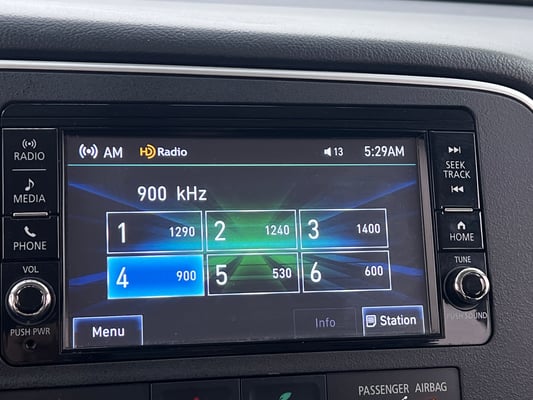 RADIO
MEDIA
PHONE
VOL
PUSH PWR
AM HD Radio 13 5:29AM
900 kHz
1 1290
2 1240
3 1400
4 900
5 530
6 600
Menu
Info
Station
SEEK
TRACK
HOME
TUNE
PUSH SOUND
PASSENGER AIRBAG